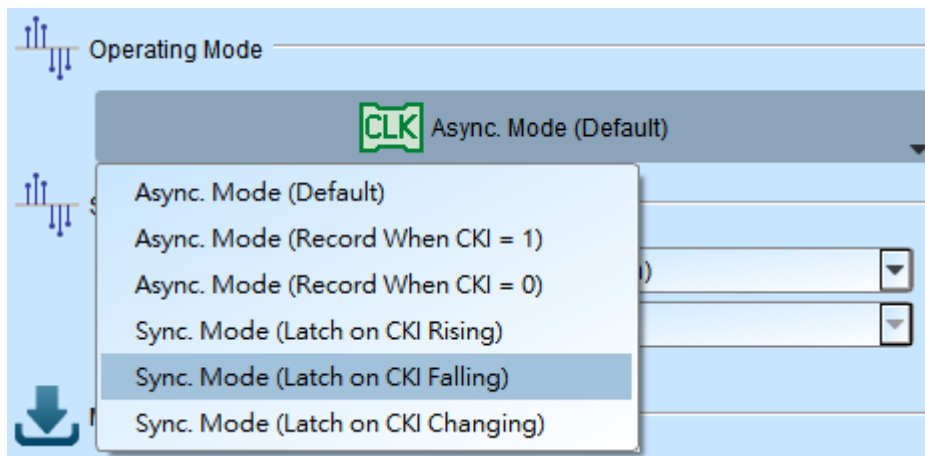 Operating Mode
CLK Async. Mode (Default)
Async. Mode (Default)
Async. Mode (Record When CKI = 1)
Async. Mode (Record When CKI = 0)
Sync. Mode (Latch on CKI Rising)
Sync. Mode (Latch on CKI Falling)
Sync. Mode (Latch on CKI Changing)